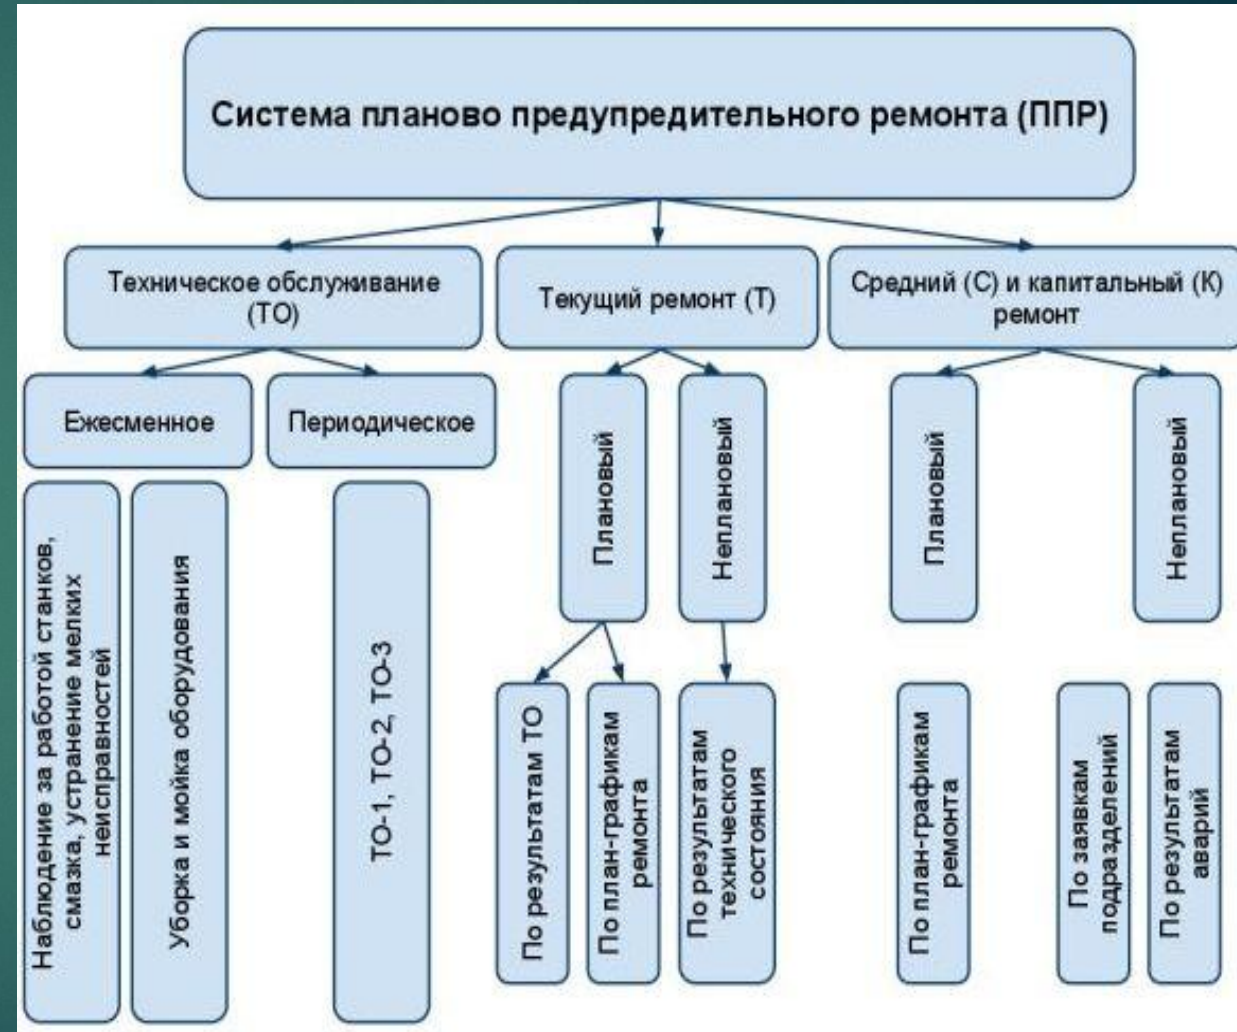 Система планово предупредительного ремонта (ППР)
Техническое обслуживание
(ТО)
Текущий ремонт (Т)
Средний (С) и капитальный (К)
ремонт
Ежесменное
Периодическое
Плановый
Неплановый
Плановый
Неплановый
Наблюдение за работой станков,
смазка, устранение мелких
неисправностей
Уборка и мойка оборудования
ТО-1, ТО-2, ТО-3
По результатам ТО
По план-графикам
ремонта
По результатам
технического
состояния
По план-графикам
ремонта
По заявкам
подразделений
По результатам
аварий